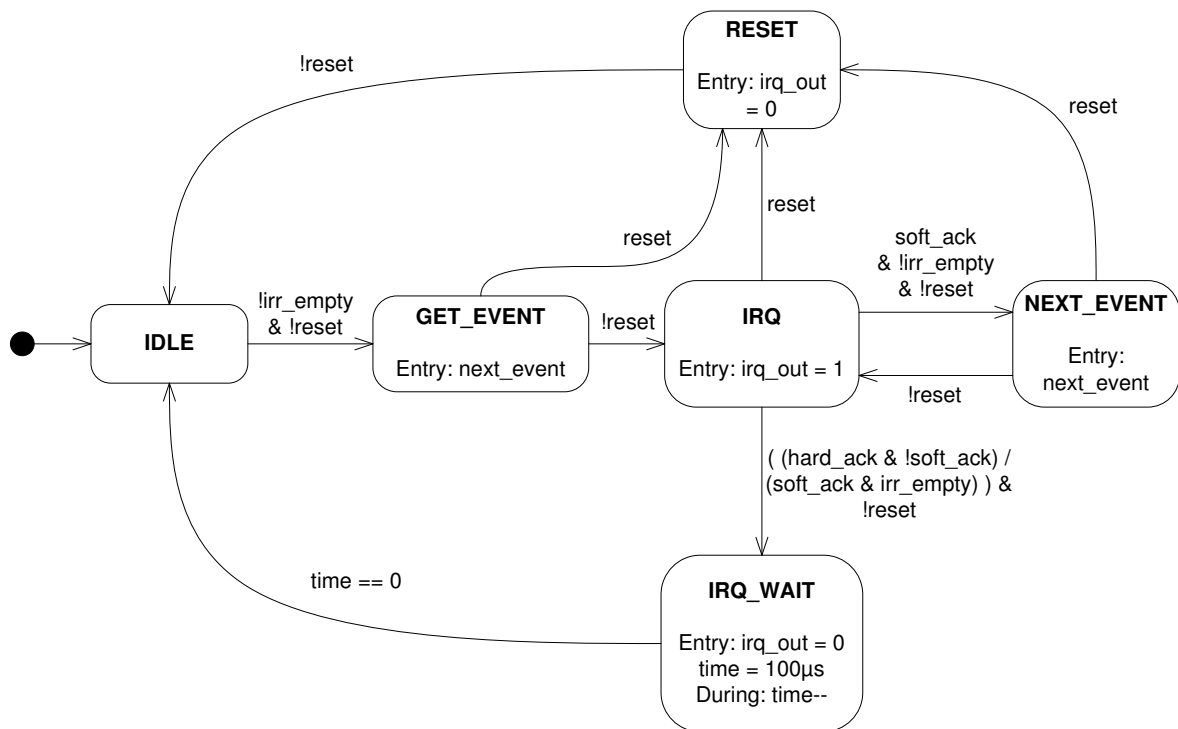 RESET
Entry: irq_out
= 0
!reset
reset
reset
reset
soft_ack
& !irr_empty
& !reset
IDLE
!irr_empty
& !reset
GET_EVENT
Entry: next_event
!reset
IRQ
Entry: irq_out = 1
NEXT_EVENT
Entry:
next_event
!reset
( (hard_ack & !soft_ack) /
(soft_ack & irr_empty) ) &
!reset
time == 0
IRQ_WAIT
Entry: irq_out = 0
time = 100µs
During: time--